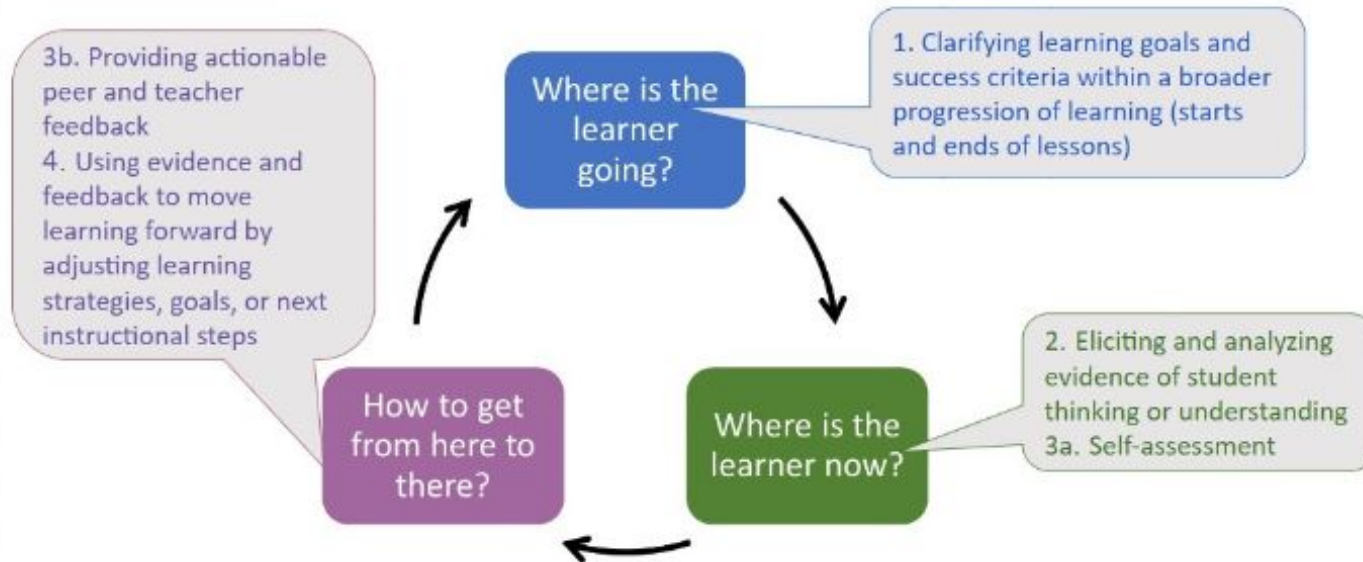 3b. Providing actionable
peer and teacher
feedback
4. Using evidence and
feedback to move
learning forward by
adjusting learning
strategies, goals, or next
instructional steps
Where is the
learner
going?
1. Clarifying learning goals and
success criteria within a broader
progression of learning (starts
and ends of lessons)
How to get
from here to
there?
Where is the
learner now?
2. Eliciting and analyzing
evidence of student
thinking or understanding
3a. Self-assessment